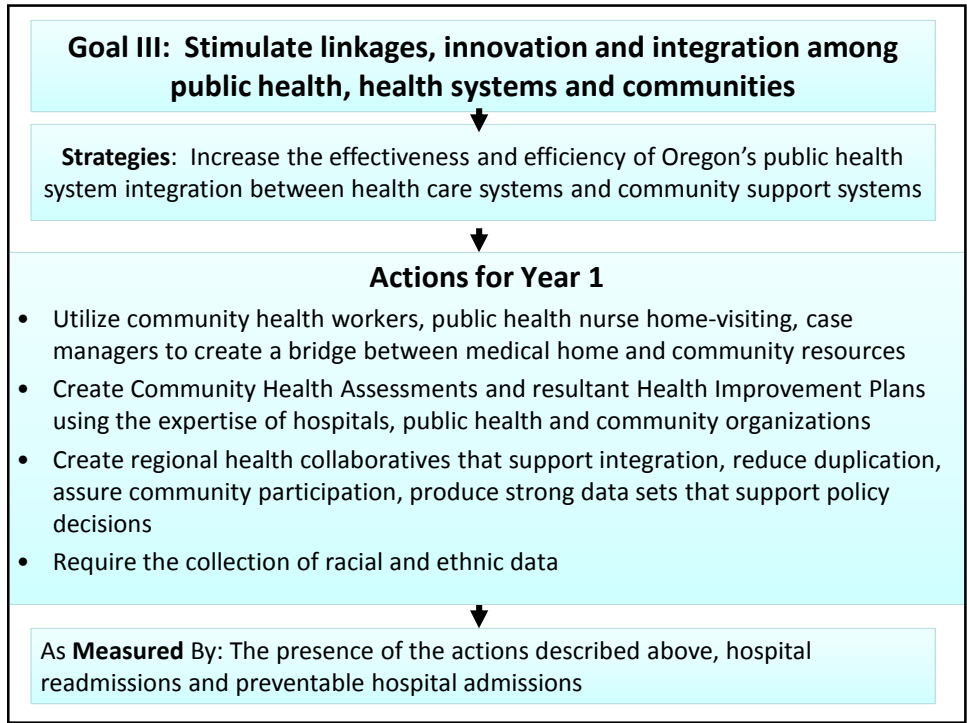 Goal III:  Stimulate linkages, innovation and integration among
public health, health systems and communities
Strategies:  Increase the effectiveness and efficiency of Oregon’s public health
system integration between health care systems and community support systems
Actions for Year 1
• Utilize community health workers, public health nurse home-visiting, case
managers to create a bridge between medical home and community resources
• Create Community Health Assessments and resultant Health Improvement Plans
using the expertise of hospitals, public health and community organizations
• Create regional health collaboratives that support integration, reduce duplication,
assure community participation, produce strong data sets that support policy
decisions
• Require the collection of racial and ethnic data
As Measured By: The presence of the actions described above, hospital
readmissions and preventable hospital admissions